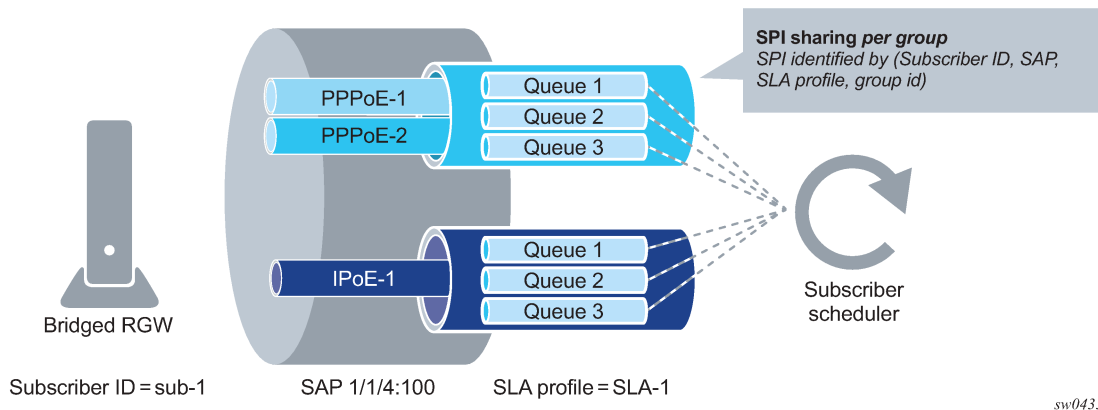 SPI sharing per group
SPI identified by (Subscriber ID, SAP,
SLA profile, group id)
PPPoE-1
PPPoE-2
Queue 1
Queue 2
Queue 3
IPoE-1
Queue 1
Queue 2
Queue 3
Bridged RGW
Subscriber
scheduler
Subscriber ID = sub-1
SAP 1/1/4:100
SLA profile = SLA-1